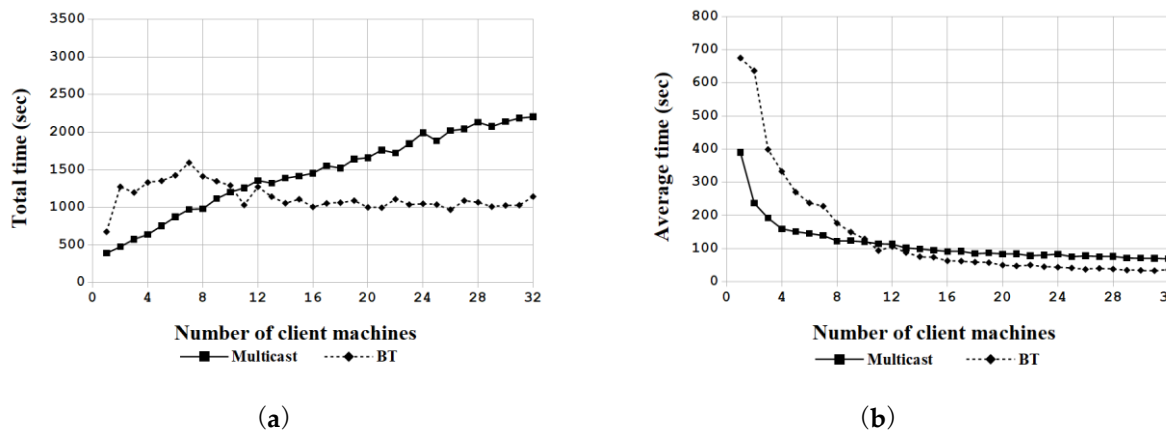 3500
3000
2500
2000
1500
1000
500
0
Total time (sec)
0 4 8 12 16 20 24 28 32
Number of client machines
Multicast BT
(a)
800
700
600
500
400
300
200
100
0
Average time (sec)
0 4 8 12 16 20 24 28 3
Number of client machines
Multicast BT
(b)